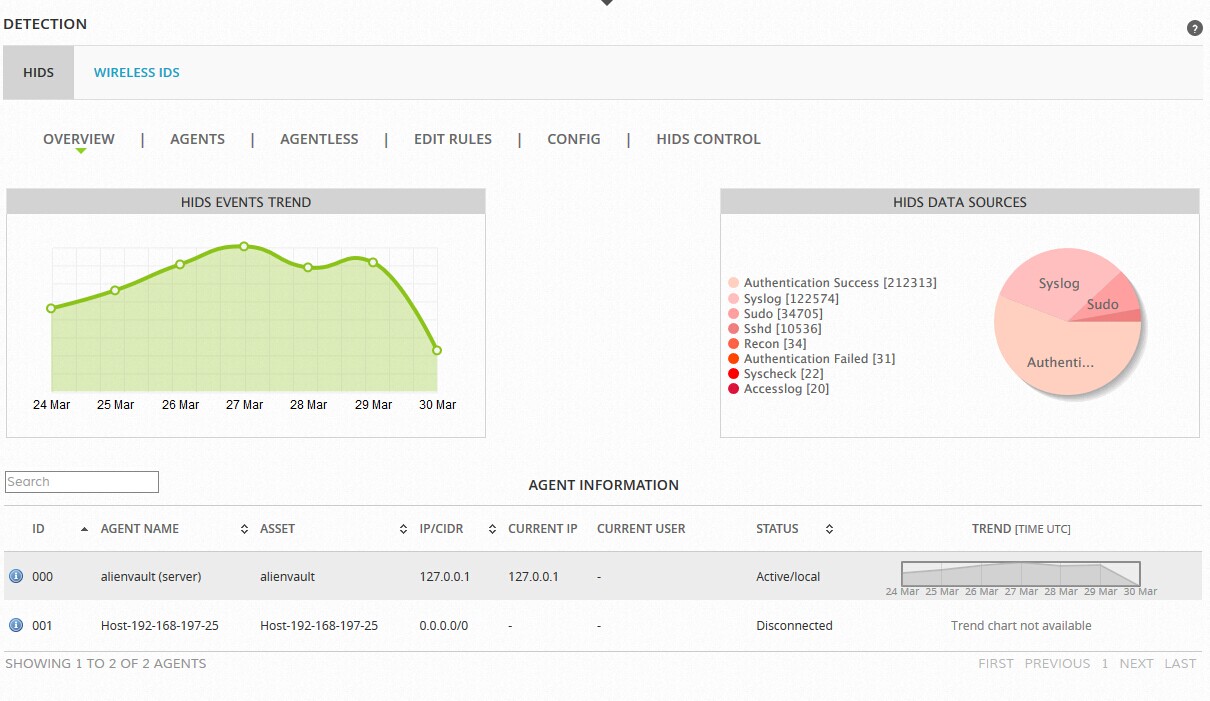 DETECTION
?
HIDS WIRELESS IDS
OVERVIEW | AGENTS | AGENTLESS | EDIT RULES | CONFIG | HIDS CONTROL
HIDS EVENTS TREND
24 Mar 25 Mar 26 Mar 27 Mar 28 Mar 29 Mar 30 Mar
HIDS DATA SOURCES
Authentication Success [212313]
Syslog [122574]
Sudo [34705]
Sshd [10536]
Recon [34]
Authentication Failed [31]
Syscheck [22]
Accesslog [20]
Syslog
Sudo
Authenti...
Search
AGENT INFORMATION
ID AGENT NAME ASSET IP/CIDR CURRENT IP CURRENT USER STATUS TREND [TIME UTC]
000 alienvault (server) alienvault 127.0.0.1 127.0.0.1 - Active/local
24 Mar 25 Mar 26 Mar 27 Mar 28 Mar 29 Mar 30 Mar
001 Host-192-168-197-25 Host-192-168-197-25 0.0.0.0/0 - - Disconnected Trend chart not available
SHOWING 1 TO 2 OF 2 AGENTS FIRST PREVIOUS 1 NEXT LAST